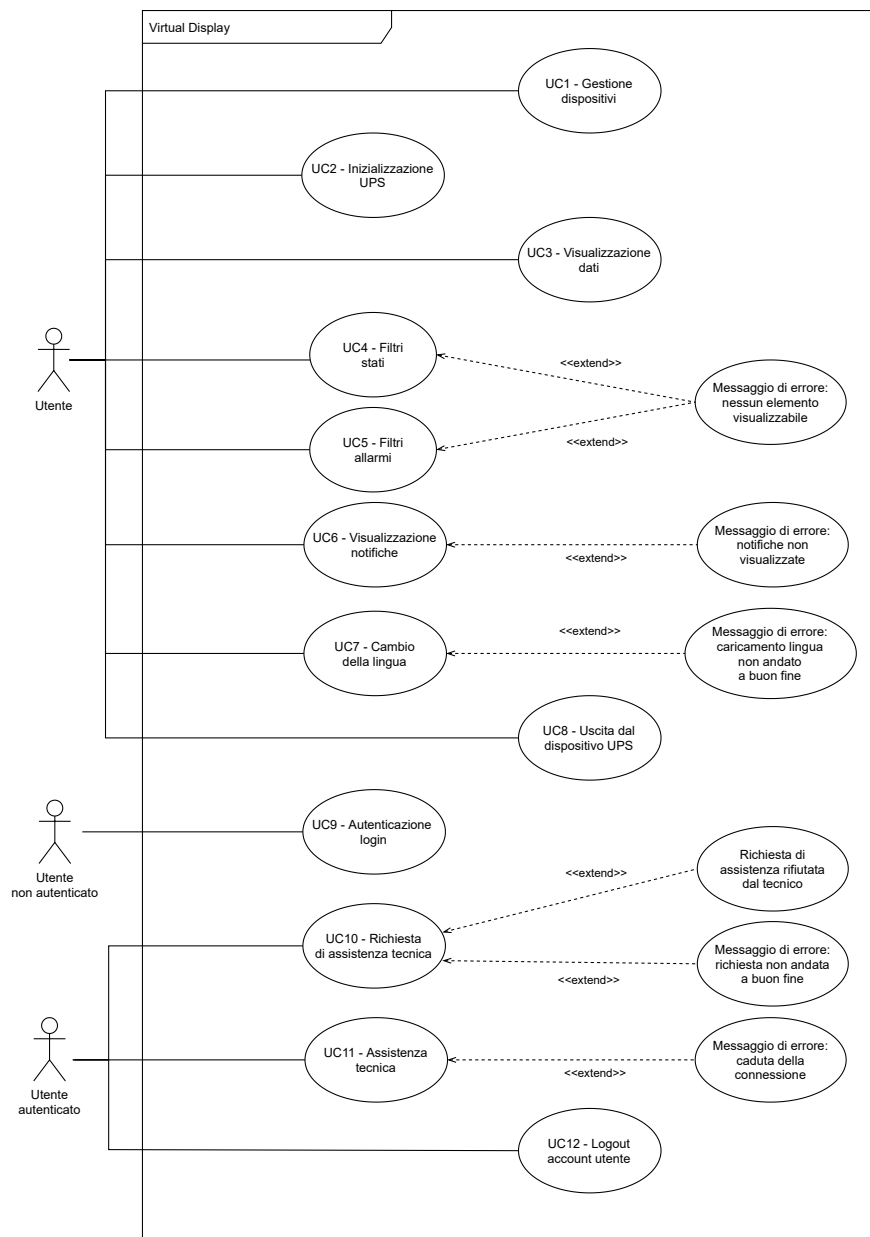 Virtual Display
UC1 - Gestione
dispositivi
UC2 - Inizializzazione
UPS
UC3 - Visualizzazione
dati
UC4 - Filtri
stati
<<extend>>
Messaggio di errore:
nessun elemento
visualizzabile
Utente
UC5 - Filtri
allarmi
<<extend>>
UC6 - Visualizzazione
notifiche
<<extend>>
Messaggio di errore:
notifiche non
visualizzate
UC7 - Cambio
della lingua
<<extend>>
Messaggio di errore:
caricamento lingua
non andato
a buon fine
UC8 - Uscita dal
dispositivo UPS
Utente
non autenticato
UC9 - Autenticazione
login
<<extend>>
Richiesta di
assistenza rifiutata
dal tecnico
UC10 - Richiesta
di assistenza tecnica
<<extend>>
Messaggio di errore:
richiesta non andata
a buon fine
Utente
autenticato
UC11 - Assistenza
tecnica
<<extend>>
Messaggio di errore:
caduta della
connessione
UC12 - Logout
account utente